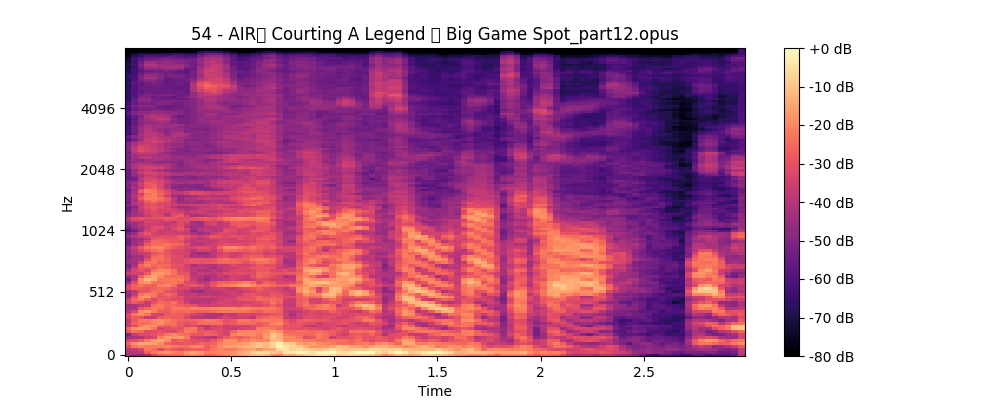 54 - AIR▯ Courting A Legend ▯ Big Game Spot_part12.opus
+0 dB
-10 dB
-20 dB
-30 dB
-40 dB
-50 dB
-60 dB
-70 dB
-80 dB
4096
2048
1024
512
0
Hz
0
0.5
1
1.5
2
2.5
Time